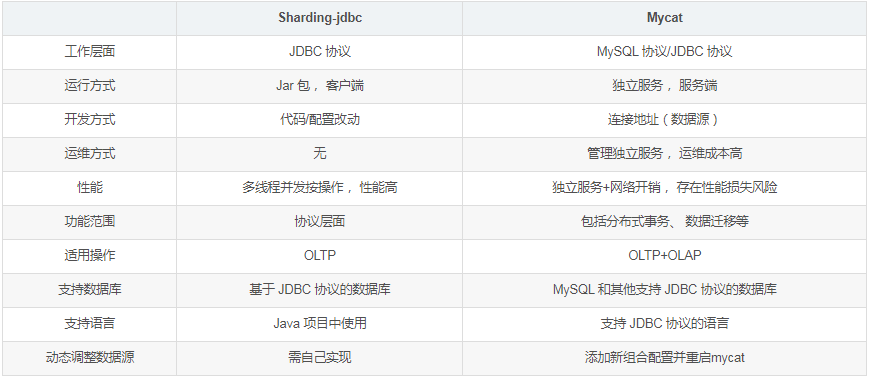 Sharding-jdbc Mycat
工作层面 JDBC 协议 MySQL 协议/JDBC 协议
运行方式 Jar 包 ，客户端 独立服务 ，服务端
开发方式 代码/配置改动 连接地址（数据源）
运维方式 无 管理独立服务 ，运维成本高
性能 多线程并发按操作 ，性能高 独立服务+网络开销 ，存在性能损失风险
功能范围 协议层面 包括分布式事务、 数据迁移等
适用操作 OLTP OLTP+OLAP
支持数据库 基于 JDBC 协议的数据库 MySQL 和其他支持 JDBC 协议的数据库
支持语言 Java 项目中使用 支持 JDBC 协议的语言
动态调整数据源 需自己实现 添加新组合配置并重启mycat